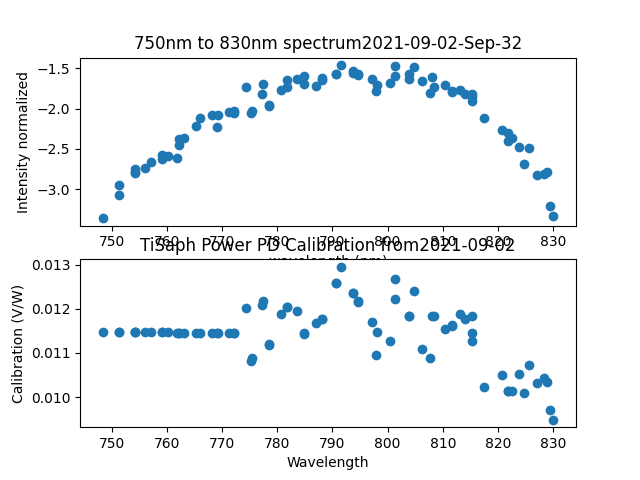 750nm to 830nm spectrum2021-09-02-Sep-32
Intensity normalized
−1.5
−2.0
−2.5
−3.0
750 760 770 780 790 800 810 820 830
wavelength (nm)
TiSaph Power PD Calibration from2021-09-02
Calibration (V/W)
0.013
0.012
0.011
0.010
750 760 770 780 790 800 810 820 830
Wavelength